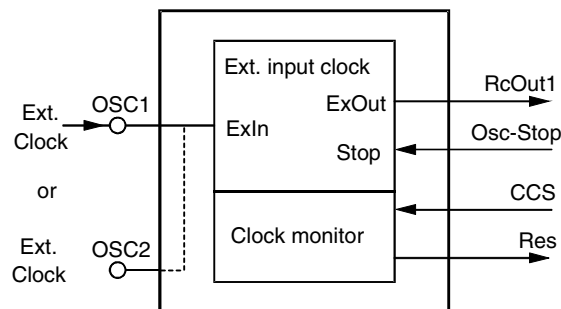 Ext. input clock
RcOut1
ExOut
OSC1
Ext.
Clock
ExIn
Osc-Stop
Stop
or
CCS
Clock monitor
Res
Ext.
Clock
OSC2